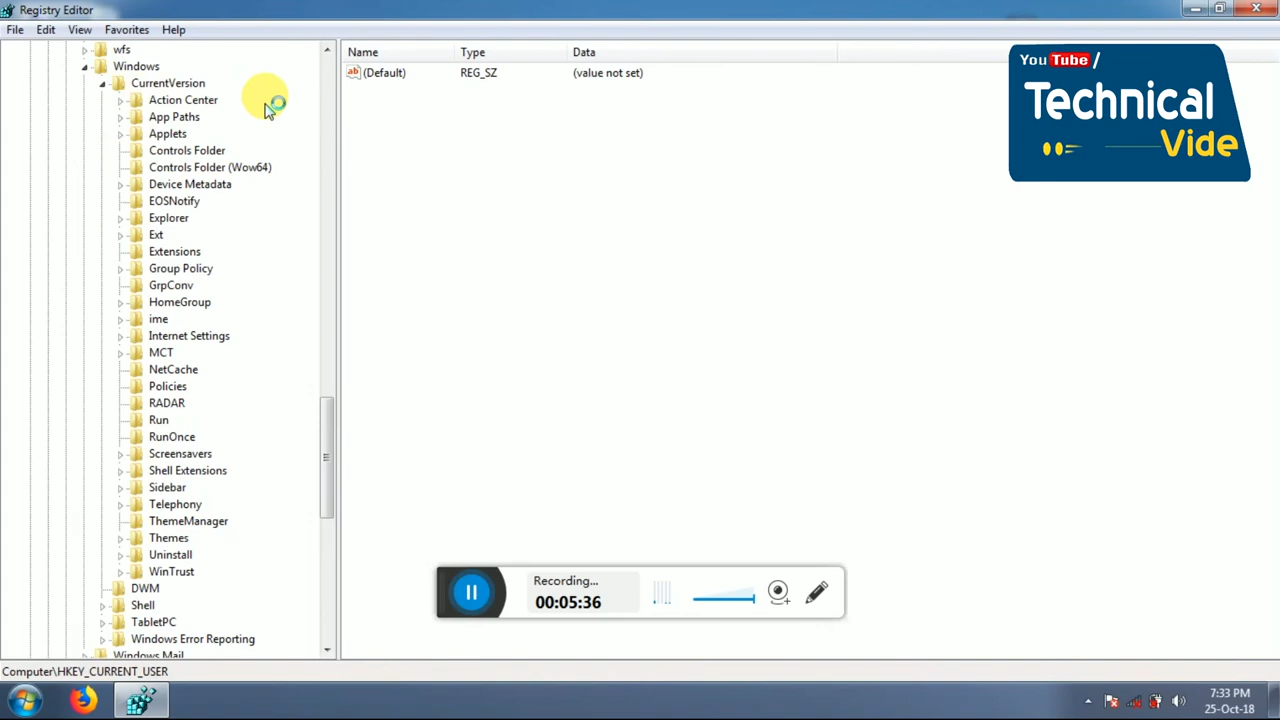 Registry Editor
File Edit View Favorites Help
wfs
Windows
CurrentVersion
Action Center
App Paths
Applets
Controls Folder
Controls Folder (Wow64)
Device Metadata
EOSNotify
Explorer
Ext
Extensions
Group Policy
GrpConv
HomeGroup
ime
Internet Settings
MCT
NetCache
Policies
RADAR
Run
RunOnce
Screensavers
Shell Extensions
Sidebar
Telephony
ThemeManager
Themes
Uninstall
WinTrust
DWM
Shell
TabletPC
Windows Error Reporting
Windows Mail
Name Type Data
ab (Default) REG_SZ (value not set)
You Tube /
Technical
Vide
Recording...
00:05:36
Computer\HKEY_CURRENT_USER
7:33 PM
25-Oct-18